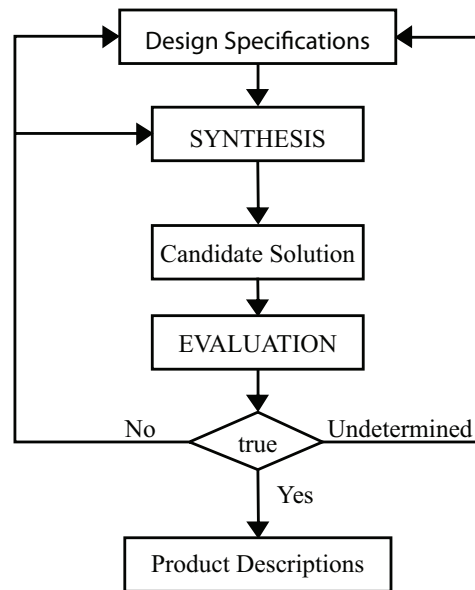 Design Specifications
SYNTHESIS
Candidate Solution
EVALUATION
No
true
Undetermined
Yes
Product Descriptions